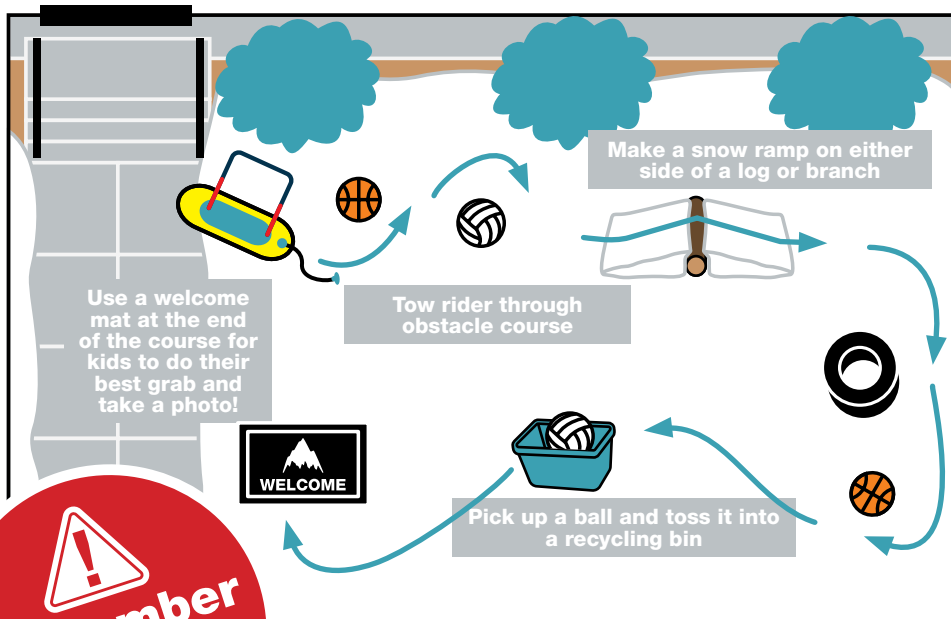 Make a snow ramp on either
side of a log or branch
Tow rider through
obstacle course
Use a welcome
mat at the end
of the course for
kids to do their
best grab and
take a photo!
WELCOME
Pick up a ball and toss it into
a recycling bin
!